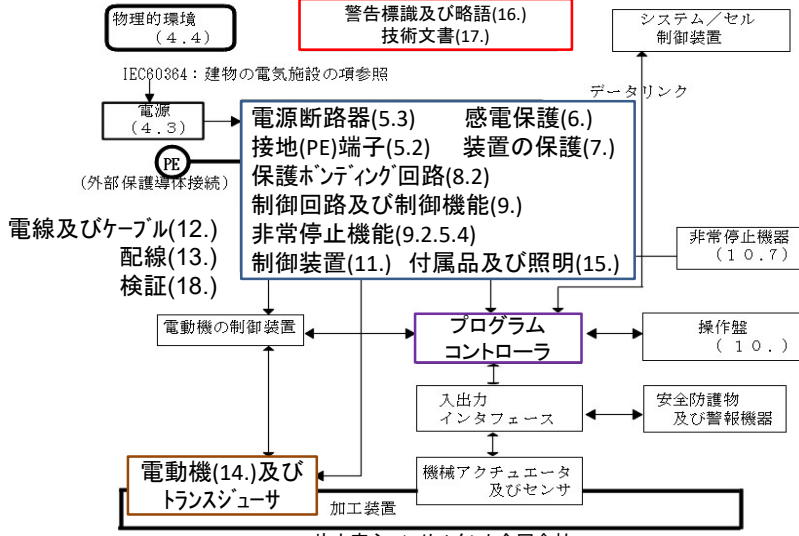 物理的環境
(4.4)
警告標識及び略語(16.)
技術文書(17.)
システム／セル
制御装置
IEC60364：建物の電気施設の項参照
データリンク
電源
(4.3)
電源断路器(5.3) 感電保護(6.)
接地(PE)端子(5.2) 装置の保護(7.)
保護ﾎﾞﾝﾃﾞｨﾝｸﾞ回路(8.2)
制御回路及び制御機能(9.)
非常停止機能(9.2.5.4)
制御装置(11.) 付属品及び照明(15.)
PE
(外部保護導体接続)
電線及びｹｰﾌﾞﾙ(12.)
配線(13.)
検証(18.)
非常停止機器
(10.7)
電動機の制御装置
プログラム
コントローラ
操作盤
(10.)
入出力
インタフェース
安全防護物
及び警報機器
電動機(14.)及び
ﾄﾗﾝｽｼﾞｭｰｻ
機械アクチュエータ
及びセンサ
加工装置